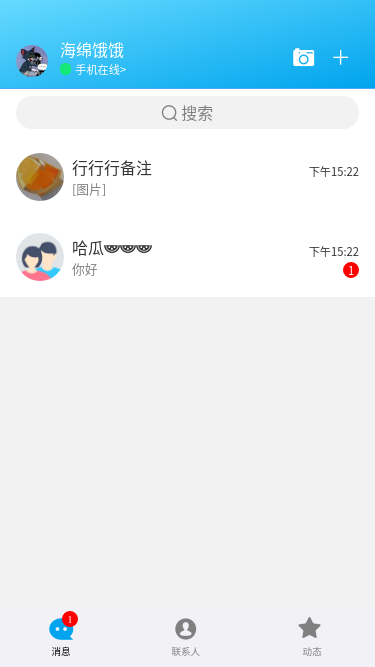 海绵饿饿
手机在线>
搜索
行行行备注
下午15:22
[图片]
哈瓜🍉🍉🍉
下午15:22
你好
1
1
消息
联系人
动态